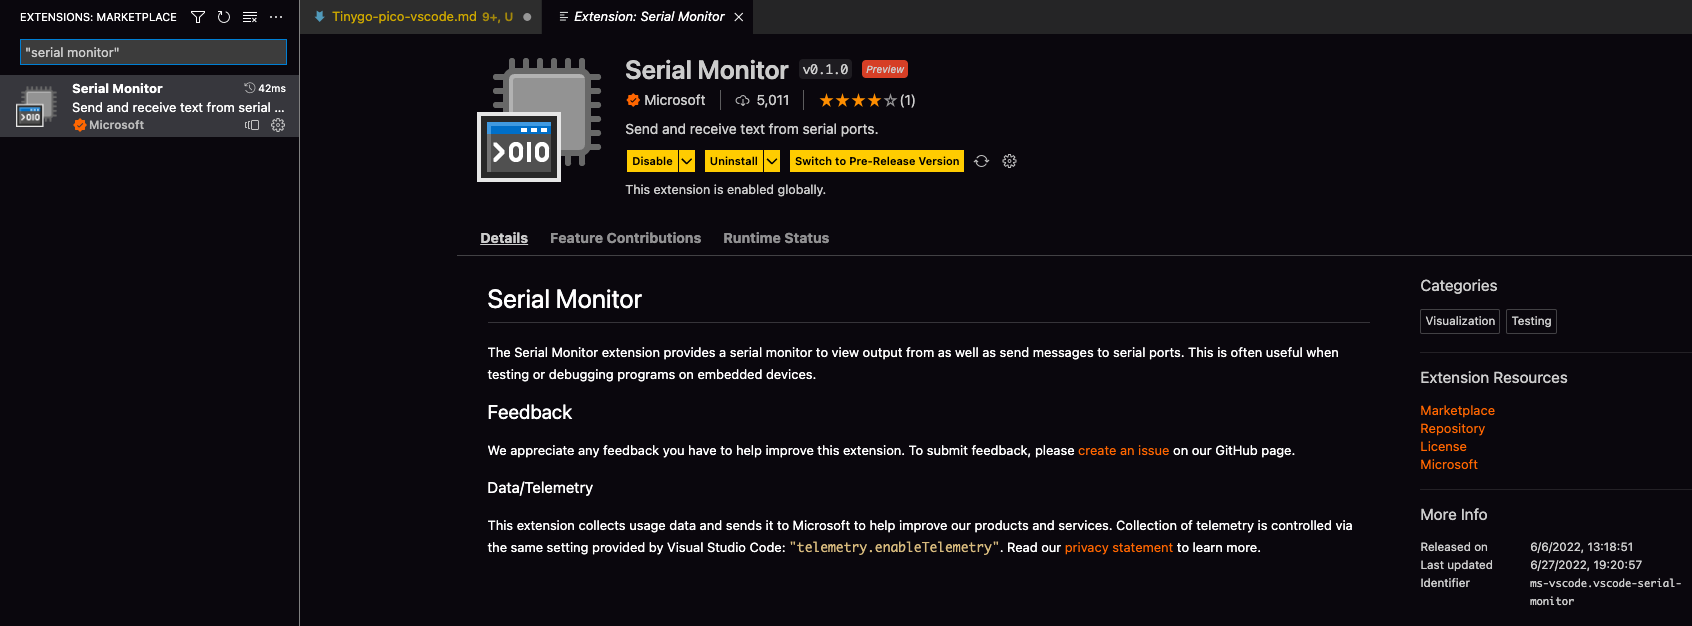 EXTENSIONS: MARKETPLACE
"serial monitor"
Serial Monitor 42ms
Send and receive text from serial ...
Microsoft
Tinygo-pico-vscode.md 9+, U
Extension: Serial Monitor
>OIO
Serial Monitor v0.1.0 Preview
Microsoft 5,011 (1)
Send and receive text from serial ports.
Disable Uninstall Switch to Pre-Release Version
This extension is enabled globally.
Details Feature Contributions Runtime Status
Serial Monitor
The Serial Monitor extension provides a serial monitor to view output from as well as send messages to serial ports. This is often useful when
testing or debugging programs on embedded devices.
Feedback
We appreciate any feedback you have to help improve this extension. To submit feedback, please create an issue on our GitHub page.
Data/Telemetry
This extension collects usage data and sends it to Microsoft to help improve our products and services. Collection of telemetry is controlled via
the same setting provided by Visual Studio Code: "telemetry.enableTelemetry". Read our privacy statement to learn more.
Categories
Visualization Testing
Extension Resources
Marketplace
Repository
License
Microsoft
More Info
Released on 6/6/2022, 13:18:51
Last updated 6/27/2022, 19:20:57
Identifier ms-vscode.vscode-serial-
monitor